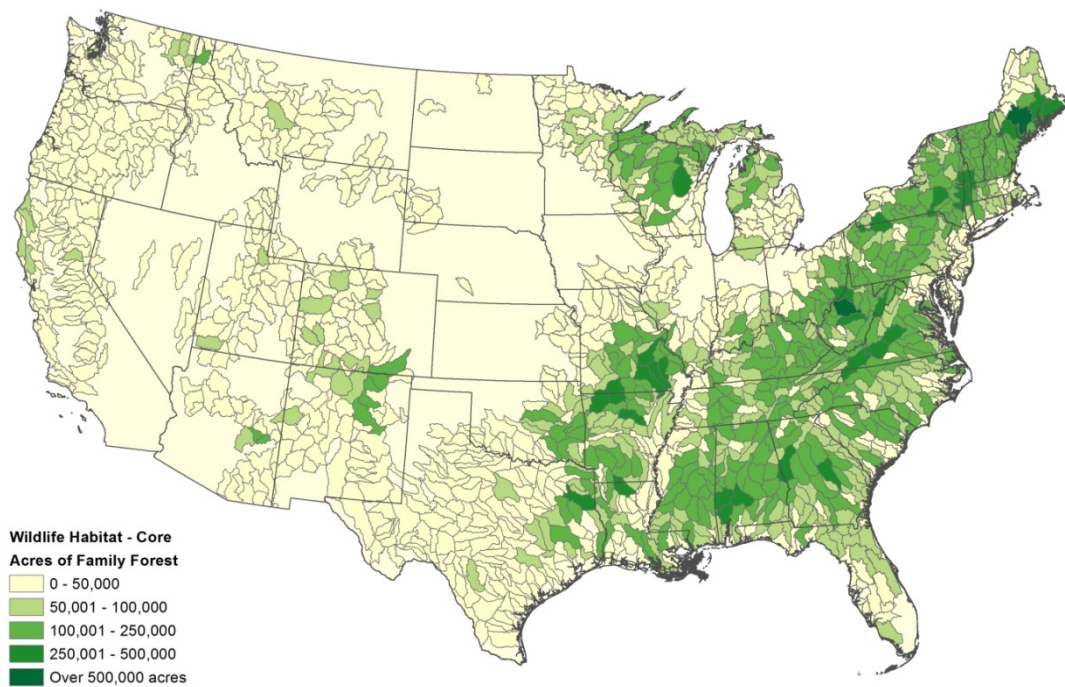 Wildlife Habitat - Core
Acres of Family Forest
0 - 50,000
50,001 - 100,000
100,001 - 250,000
250,001 - 500,000
Over 500,000 acres